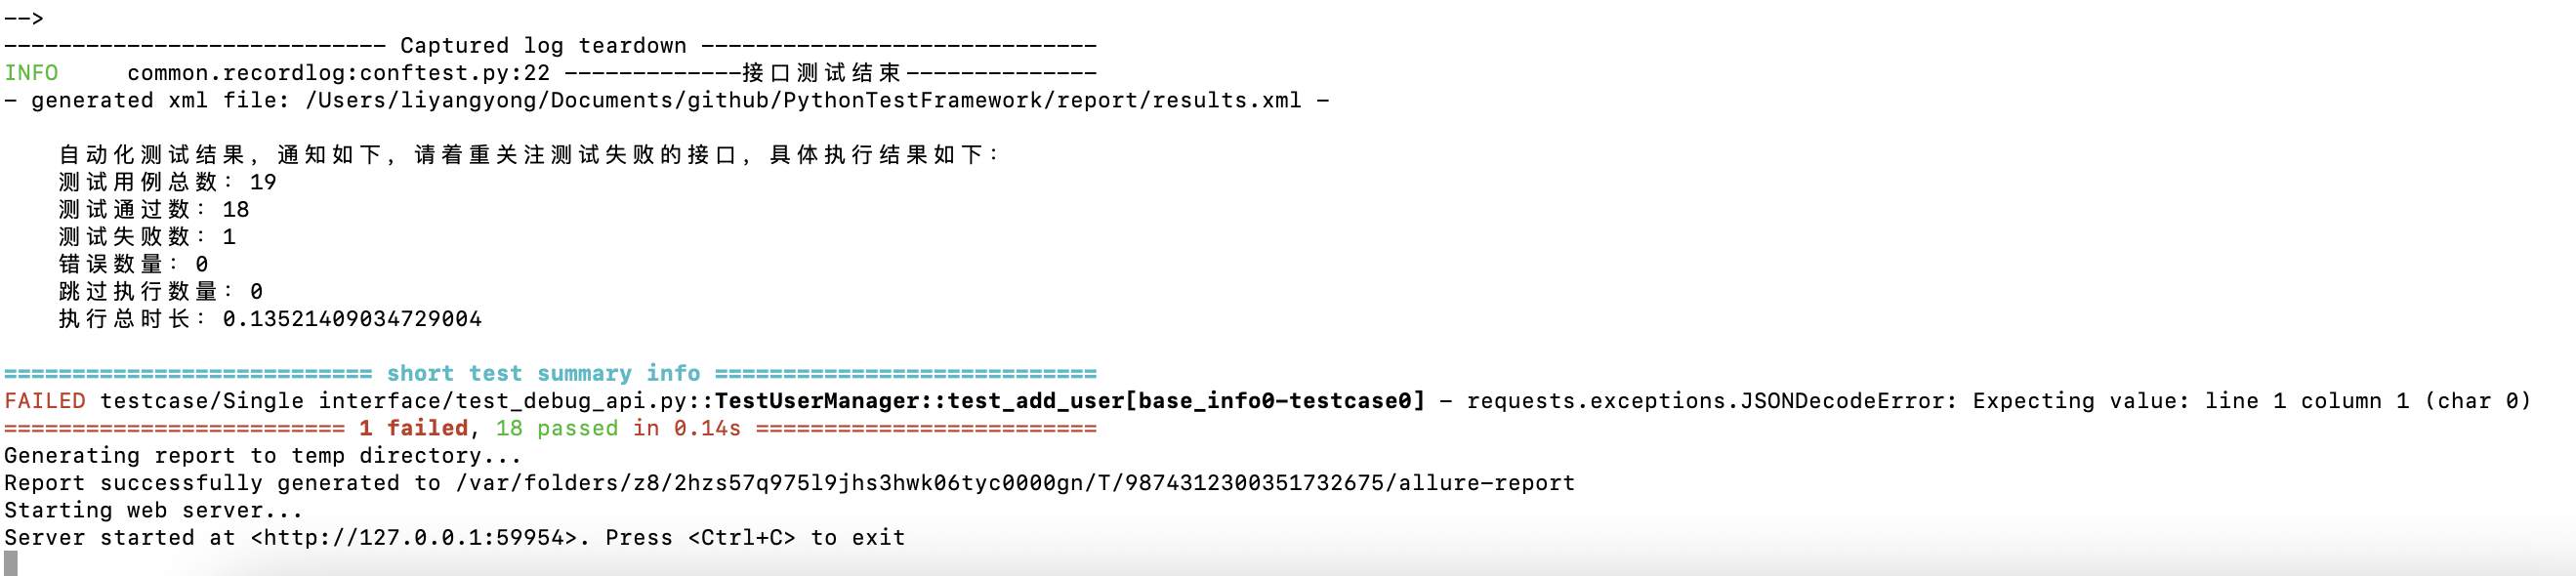 -->
---------------------------- Captured log teardown -----------------------------
INFO     common.recordlog:conftest.py:22 -------------接口测试结束--------------
- generated xml file: /Users/liyangyong/Documents/github/PythonTestFramework/report/results.xml -
自动化测试结果, 通知如下, 请着重关注测试失败的接口, 具体执行结果如下:
测试用例总数: 19
测试通过数: 18
测试失败数: 1
错误数量: 0
跳过执行数量: 0
执行总时长: 0.13521409034729004
=========================== short test summary info ============================
FAILED testcase/Single interface/test_debug_api.py::TestUserManager::test_add_user[base_info0-testcase0] - requests.exceptions.JSONDecodeError: Expecting value: line 1 column 1 (char 0)
========================= 1 failed, 18 passed in 0.14s =========================
Generating report to temp directory...
Report successfully generated to /var/folders/z8/2hzs57q975l9jhs3hwk06tyc0000gn/T/9874312300351732675/allure-report
Starting web server...
Server started at <http://127.0.0.1:59954>. Press <Ctrl+C> to exit